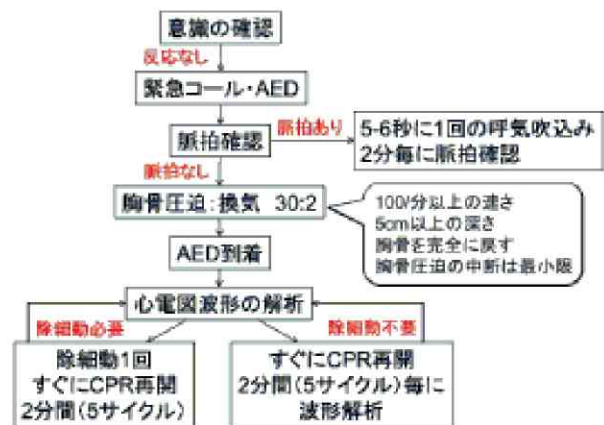 意識の確認
反応なし
緊急コール・AED
脈拍確認
脈拍あり
5-6秒に1回の呼気吹込み
2分毎に脈拍確認
脈拍なし
胸骨圧迫:換気 30:2
100/分以上の速さ
5cm以上の深さ
胸骨を完全に戻す
胸骨圧迫の中断は最小限
AED到着
心電図波形の解析
除細動必要
除細動不要
除細動1回
すぐにCPR再開
2分間(5サイクル)
すぐにCPR再開
2分間(5サイクル)毎に
波形解析